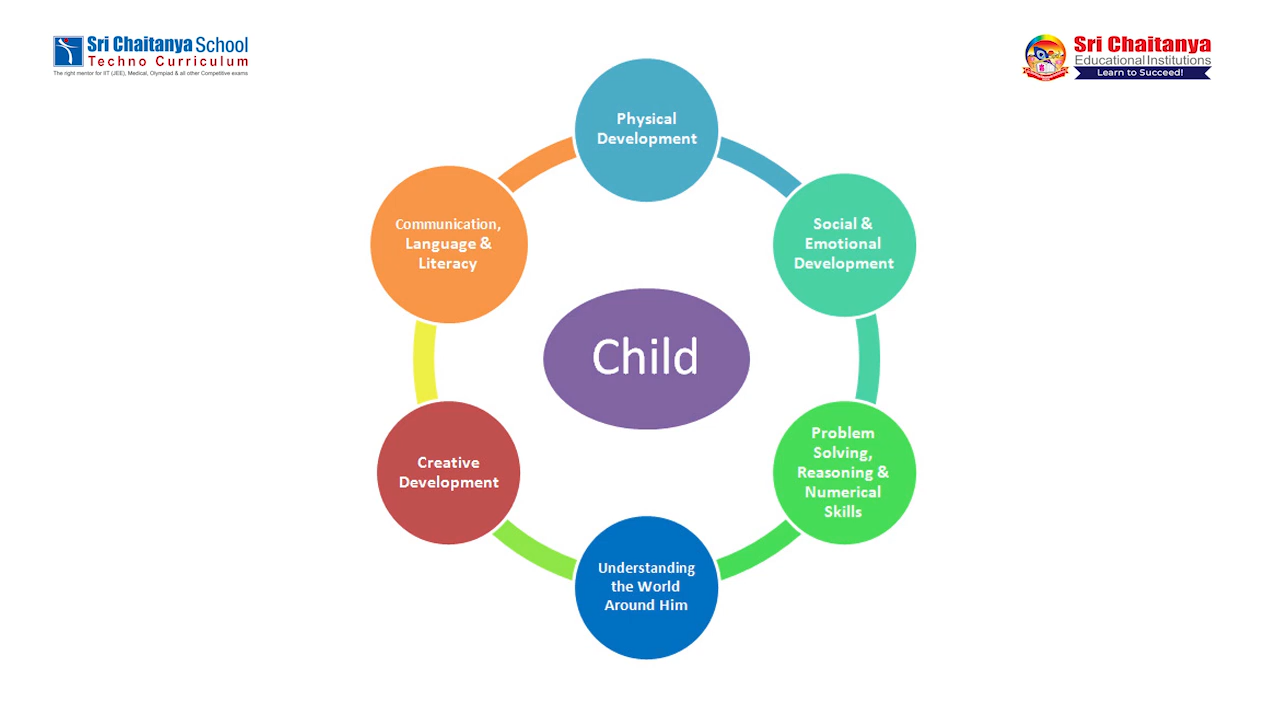 Sri Chaitanya School
Techno Curriculum
The right mentor for IIT (JEE), Medical, Olympiad & all other Competitive exams
Sri Chaitanya
Educational Institutions
Learn to Succeed!
Physical
Development
Social &
Emotional
Development
Problem
Solving,
Reasoning &
Numerical
Skills
Understanding
the World
Around Him
Creative
Development
Communication,
Language &
Literacy
Child